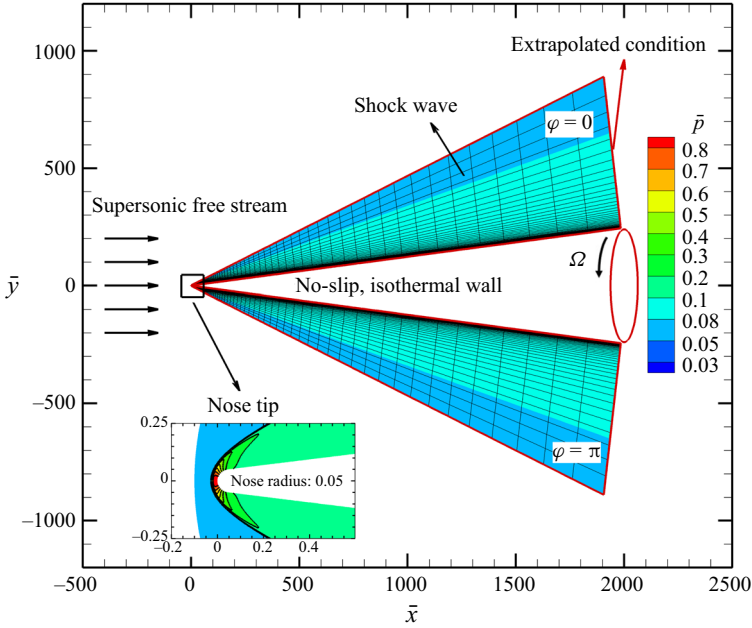 Extrapolated condition
1000
Shock wave
φ = 0
p̄
0.8
0.7
0.6
0.5
0.4
0.3
0.2
0.1
0.08
0.05
0.03
500
Supersonic free stream
Ω
ȳ
0
No-slip, isothermal wall
–500
Nose tip
0.25
0
–0.25
Nose radius: 0.05
–0.2
0
0.2
0.4
φ = π
–1000
–500
0
500
1000
1500
2000
2500
x̄